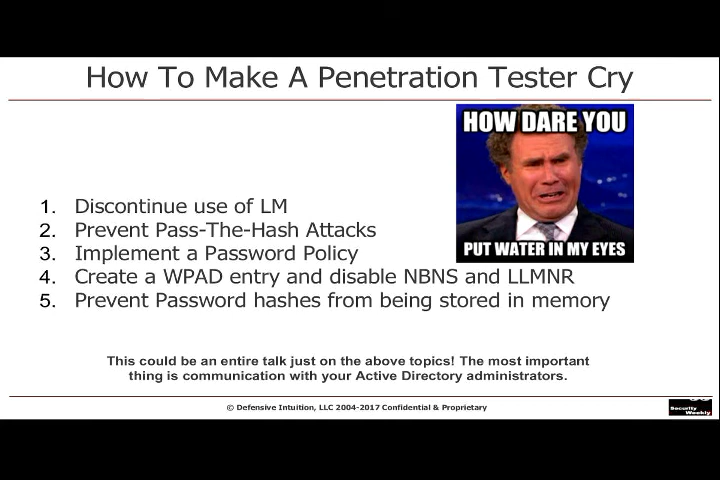 How To Make A Penetration Tester Cry
HOW DARE YOU
PUT WATER IN MY EYES
1. Discontinue use of LM
2. Prevent Pass-The-Hash Attacks
3. Implement a Password Policy
4. Create a WPAD entry and disable NBNS and LLMNR
5. Prevent Password hashes from being stored in memory
This could be an entire talk just on the above topics! The most important
thing is communication with your Active Directory administrators.
© Defensive Intuition, LLC 2004-2017 Confidential & Proprietary
Security
Weekly